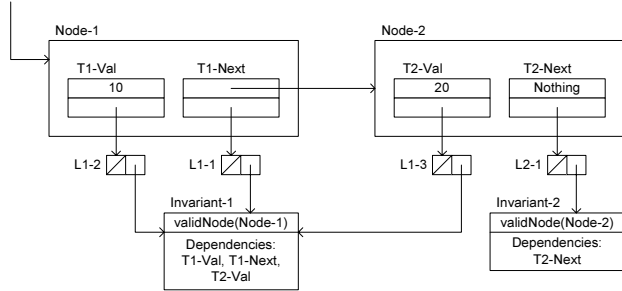 Node-1
Node-2
T1-Val
T1-Next
T2-Val
T2-Next
10
20
Nothing
L1-2
L1-1
L1-3
L2-1
Invariant-1
Invariant-2
validNode(Node-1)
Dependencies:
T1-Val, T1-Next,
T2-Val
validNode(Node-2)
Dependencies:
T2-Next